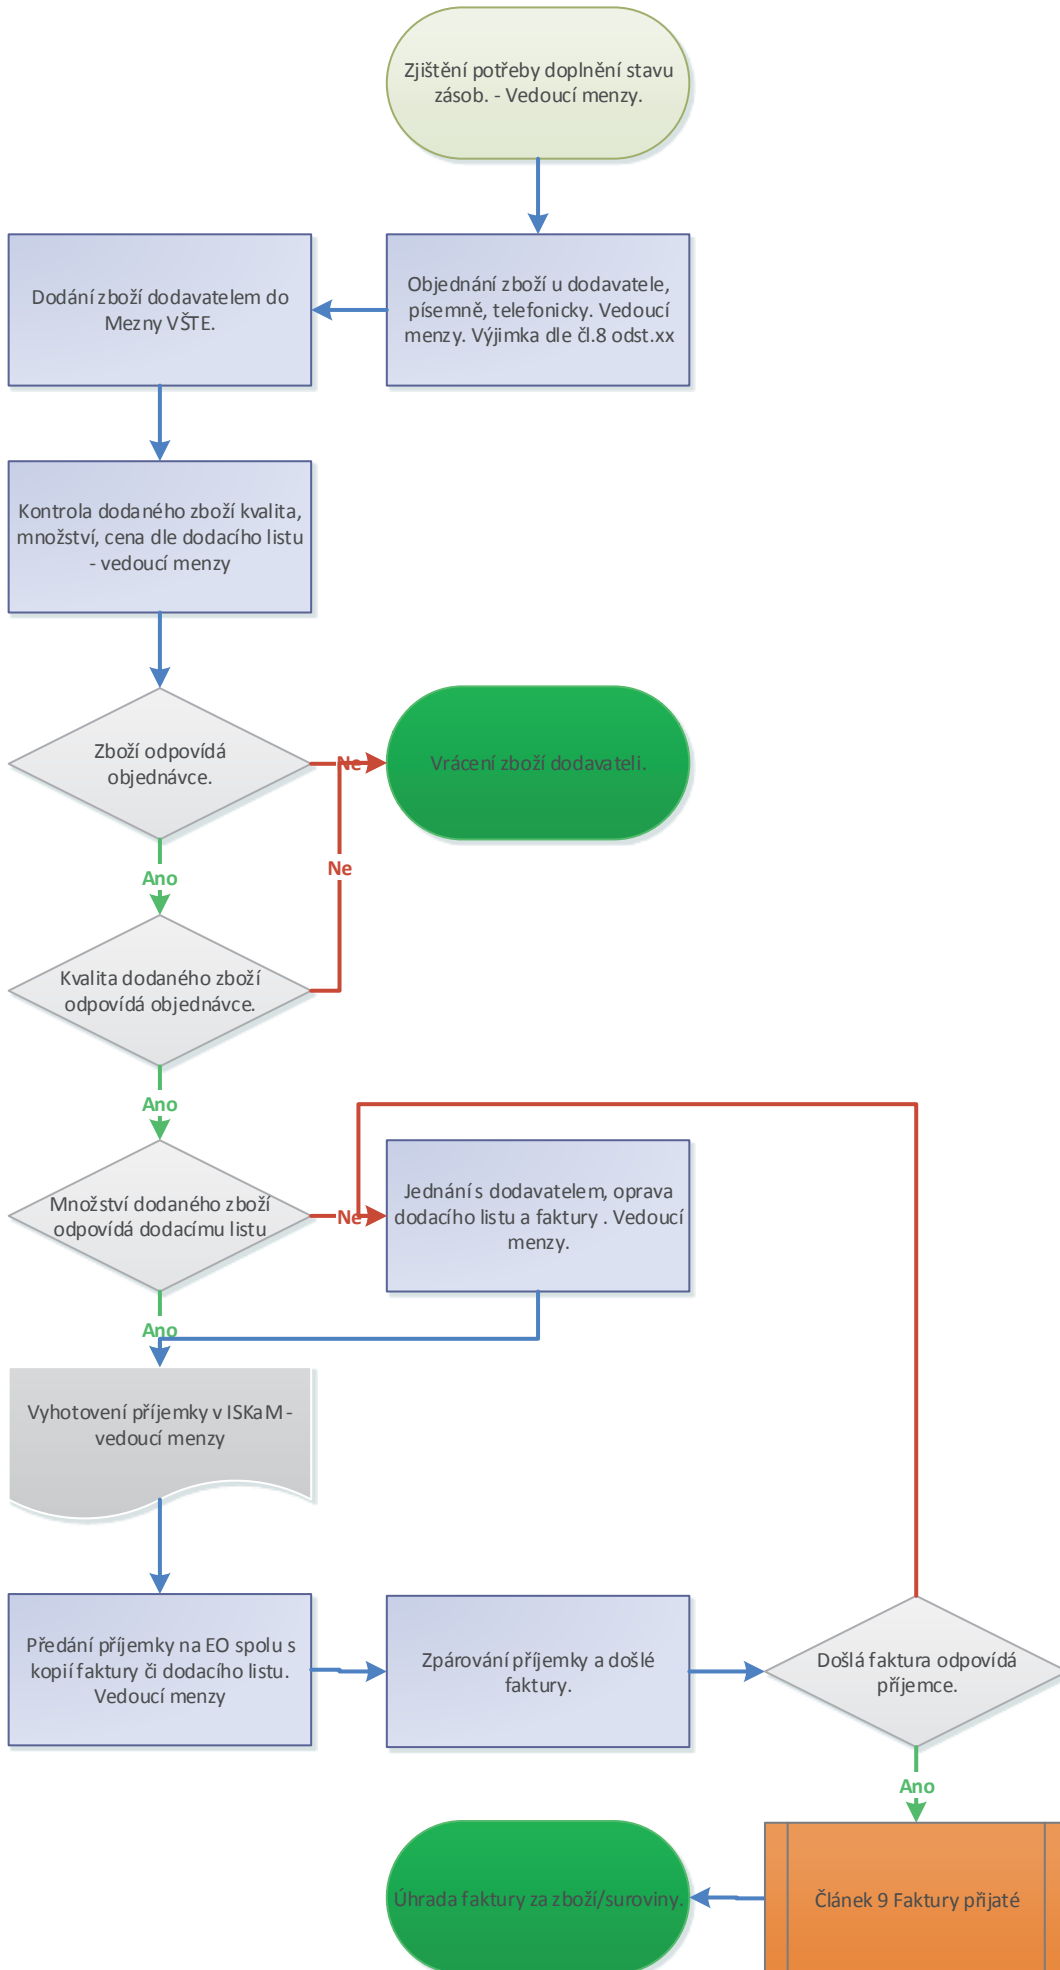 Zjištění potřeby doplnění stavu
zásob. - Vedoucí menzy.
Objednání zboží u dodavatele,
písemně, telefonicky. Vedoucí
menzy. Výjimka dle čl.8 odst.xx
Dodání zboží dodavatelem do
Mezny VŠTE.
Kontrola dodaného zboží kvalita,
množství, cena dle dodacího listu
- vedoucí menzy
Zboží odpovídá
objednávce.
Ne
Vrácení zboží dodavateli.
Ano
Ne
Kvalita dodaného zboží
odpovídá objednávce.
Ano
Množství dodaného zboží
odpovídá dodacímu listu
Ne
Jednání s dodavatelem, oprava
dodacího listu a faktury . Vedoucí
menzy.
Ano
Vyhotovení příjemky v ISKaM -
vedoucí menzy
Předání příjemky na EO spolu s
kopií faktury či dodacího listu.
Vedoucí menzy
Zpárování příjemky a došlé
faktury.
Došlá faktura odpovídá
příjemce.
Ano
Článek 9 Faktury přijaté
Úhrada faktury za zboží/suroviny.